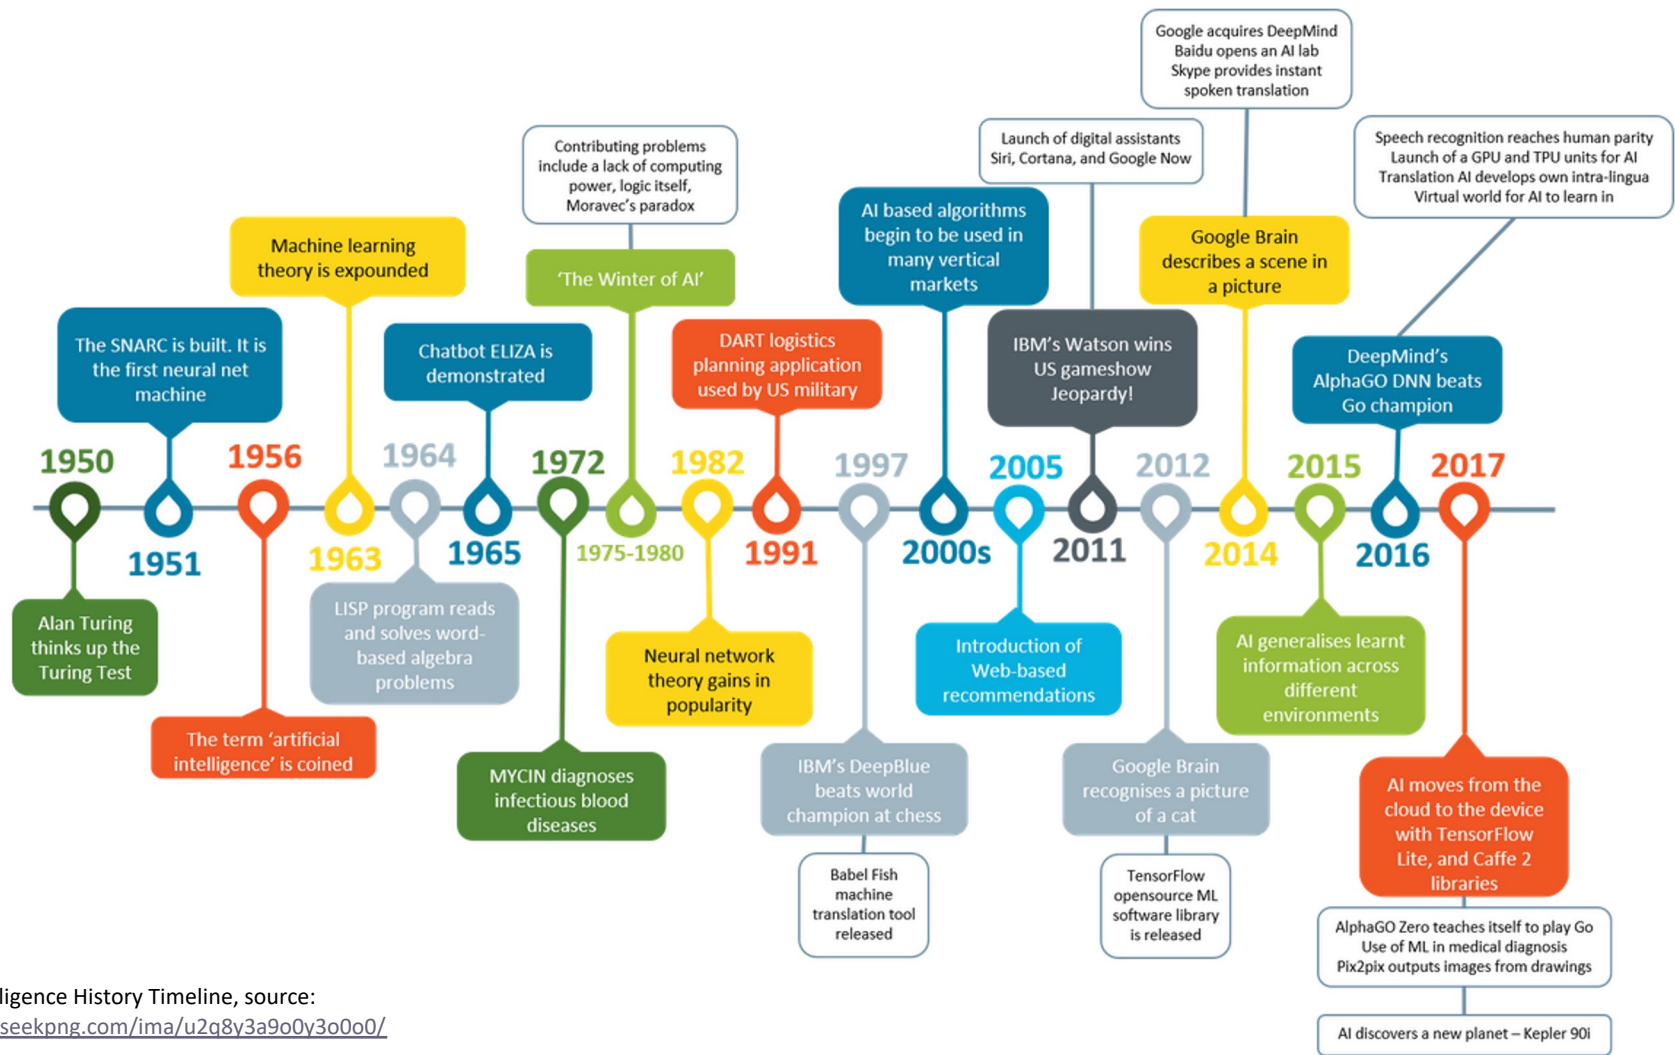 Google acquires DeepMind
Baidu opens an AI lab
Skype provides instant
spoken translation
Contributing problems
include a lack of computing
power, logic itself,
Moravec's paradox
Launch of digital assistants
Siri, Cortana, and Google Now
Speech recognition reaches human parity
Launch of a GPU and TPU units for AI
Translation AI develops own intra-lingua
Virtual world for AI to learn in
Machine learning
theory is expounded
'The Winter of AI'
AI based algorithms
begin to be used in
many vertical
markets
Google Brain
describes a scene in
a picture
The SNARC is built. It is
the first neural net
machine
Chatbot ELIZA is
demonstrated
DART logistics
planning application
used by US military
IBM's Watson wins
US gameshow
Jeopardy!
DeepMind's
AlphaGO DNN beats
Go champion
1950
1956
1964
1972
1982
1997
2005
2012
2015
2017
1951
1963
1965
1975-1980
1991
2000s
2011
2014
2016
Alan Turing
thinks up the
Turing Test
The term 'artificial
intelligence' is coined
LISP program reads
and solves word-
based algebra
problems
MYCIN diagnoses
infectious blood
diseases
Neural network
theory gains in
popularity
IBM's DeepBlue
beats world
champion at chess
Babel Fish
machine
translation tool
released
Introduction of
Web-based
recommendations
Google Brain
recognises a picture
of a cat
TensorFlow
opensource ML
software library
is released
AI generalises learnt
information across
different
environments
AI moves from the
cloud to the device
with TensorFlow
Lite, and Caffe 2
libraries
AlphaGO Zero teaches itself to play Go
Use of ML in medical diagnosis
Pix2pix outputs images from drawings
AI discovers a new planet – Kepler 90i
ligence History Timeline, source:
seekpng.com/ima/u2q8y3a9o0y3o0o0/